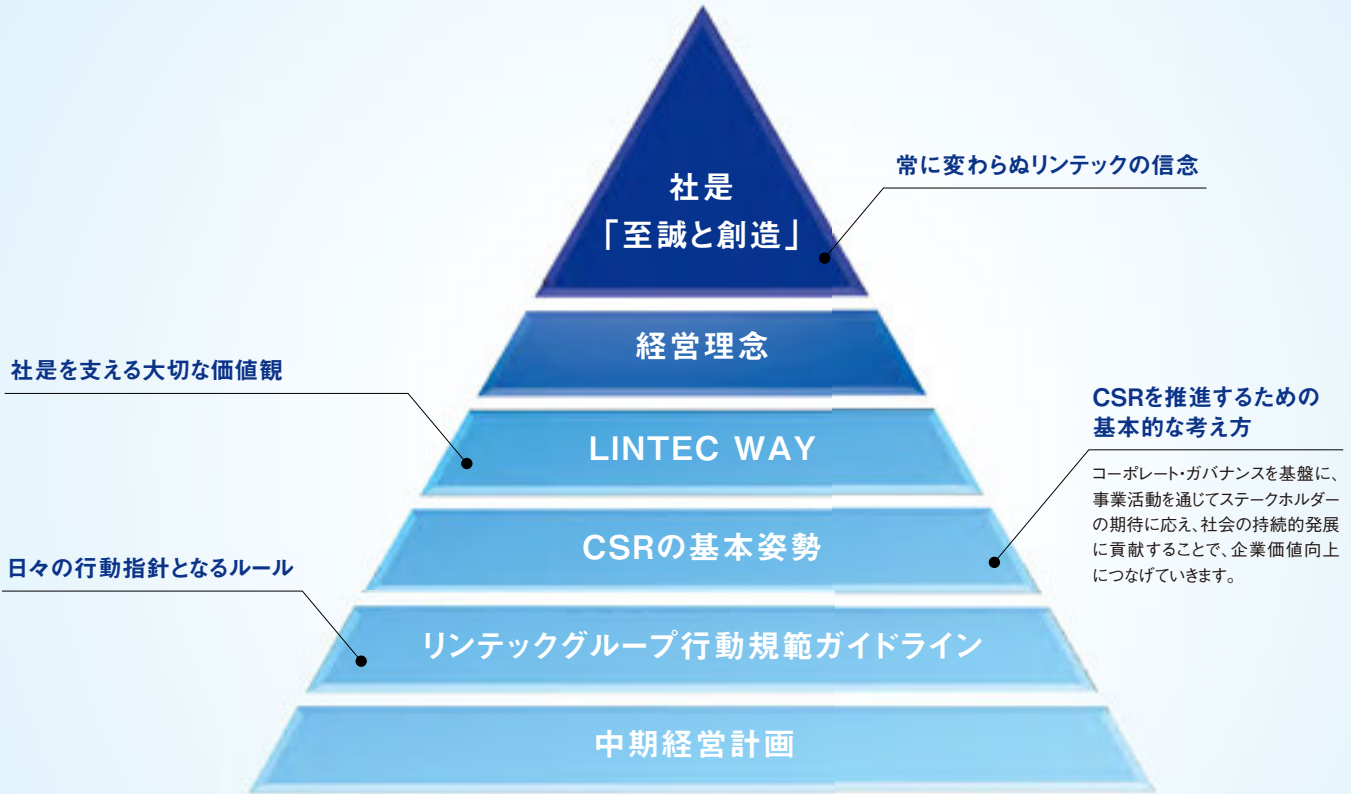 社是
「至誠と創造」
常に変わらぬリンテックの信念
経営理念
社是を支える大切な価値観
LINTEC WAY
CSRを推進するための
基本的な考え方
コーポレート・ガバナンスを基盤に、
事業活動を通じてステークホルダー
の期待に応え、社会の持続的発展
に貢献することで、企業価値向上
につなげていきます。
CSRの基本姿勢
日々の行動指針となるルール
リンテックグループ行動規範ガイドライン
中期経営計画